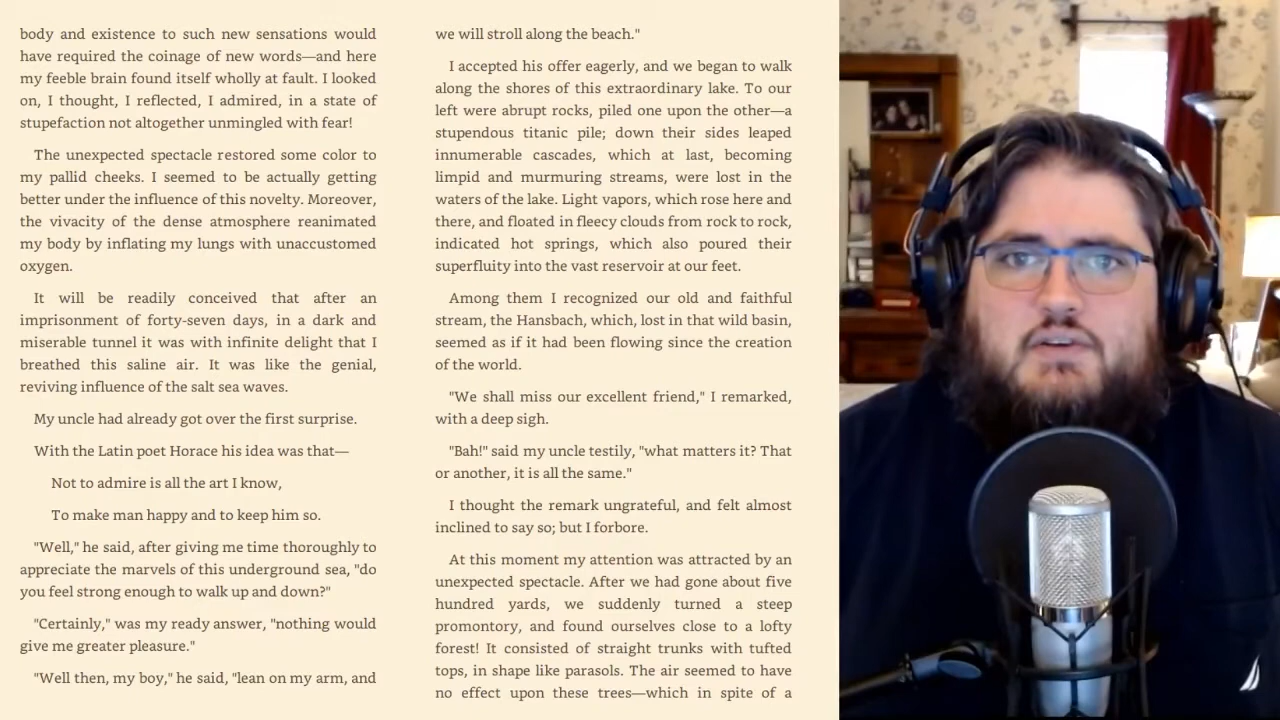 body and existence to such new sensations would
have required the coinage of new words—and here
my feeble brain found itself wholly at fault. I looked
on, I thought, I reflected, I admired, in a state of
stupefaction not altogether unmingled with fear!
The unexpected spectacle restored some color to
my pallid cheeks. I seemed to be actually getting
better under the influence of this novelty. Moreover,
the vivacity of the dense atmosphere reanimated
my body by inflating my lungs with unaccustomed
oxygen.
It will be readily conceived that after an
imprisonment of forty-seven days, in a dark and
miserable tunnel it was with infinite delight that I
breathed this saline air. It was like the genial,
reviving influence of the salt sea waves.
My uncle had already got over the first surprise.
With the Latin poet Horace his idea was that—
Not to admire is all the art I know,
To make man happy and to keep him so.
"Well," he said, after giving me time thoroughly to
appreciate the marvels of this underground sea, "do
you feel strong enough to walk up and down?"
"Certainly," was my ready answer, "nothing would
give me greater pleasure."
"Well then, my boy," he said, "lean on my arm, and
we will stroll along the beach."
I accepted his offer eagerly, and we began to walk
along the shores of this extraordinary lake. To our
left were abrupt rocks, piled one upon the other—a
stupendous titanic pile; down their sides leaped
innumerable cascades, which at last, becoming
limpid and murmuring streams, were lost in the
waters of the lake. Light vapors, which rose here and
there, and floated in fleecy clouds from rock to rock,
indicated hot springs, which also poured their
superfluity into the vast reservoir at our feet.
Among them I recognized our old and faithful
stream, the Hansbach, which, lost in that wild basin,
seemed as if it had been flowing since the creation
of the world.
"We shall miss our excellent friend," I remarked,
with a deep sigh.
"Bah!" said my uncle testily, "what matters it? That
or another, it is all the same."
I thought the remark ungrateful, and felt almost
inclined to say so; but I forbore.
At this moment my attention was attracted by an
unexpected spectacle. After we had gone about five
hundred yards, we suddenly turned a steep
promontory, and found ourselves close to a lofty
forest! It consisted of straight trunks with tufted
tops, in shape like parasols. The air seemed to have
no effect upon these trees—which in spite of a